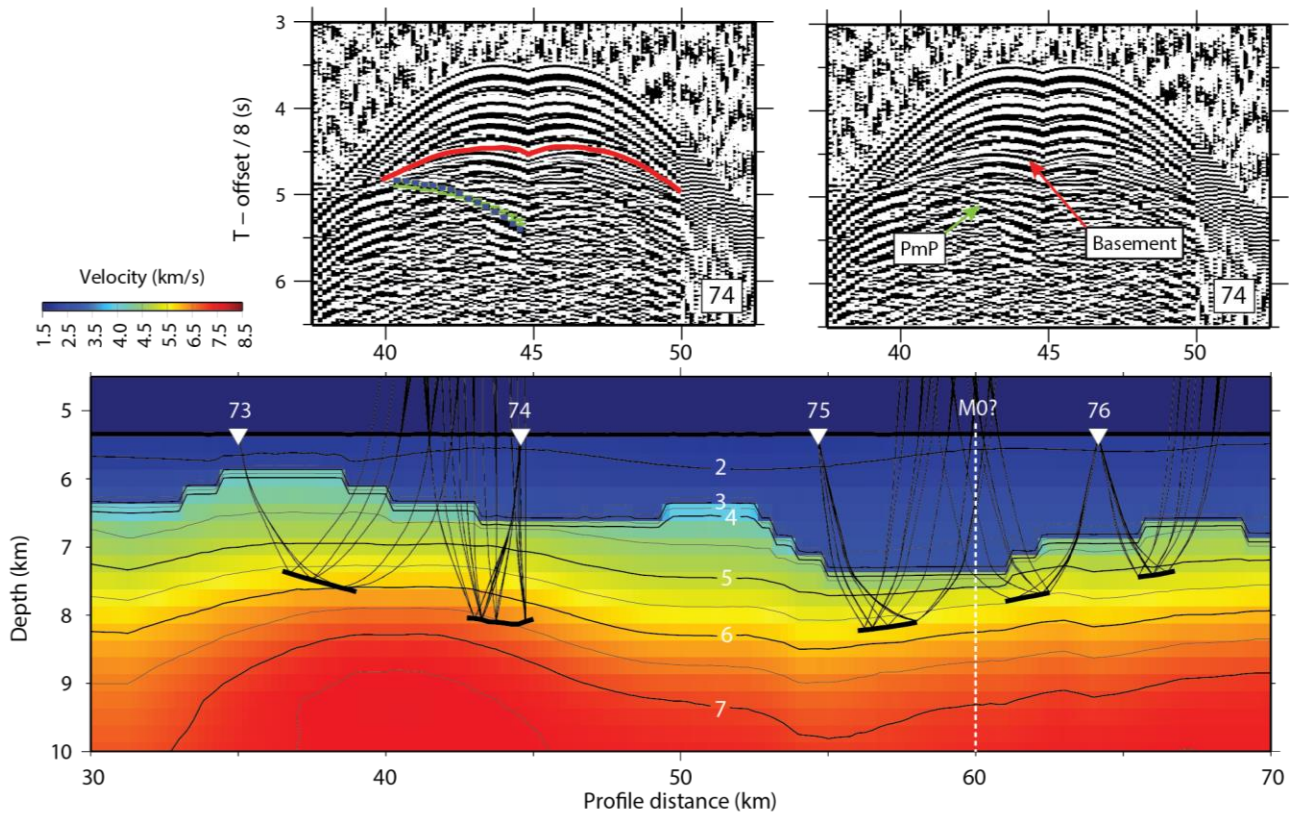 3
4
5
6
T – offset / 8 (s)
40
45
50
74
40
45
50
74
PmP
Basement
Velocity (km/s)
1.5 2.5 3.5 4.0 4.5 5.5 6.5 7.5 8.5
73 74 75 M0? 76
2
3
4
5
6
7
5
6
7
8
9
10
Depth (km)
30 40 50 60 70
Profile distance (km)